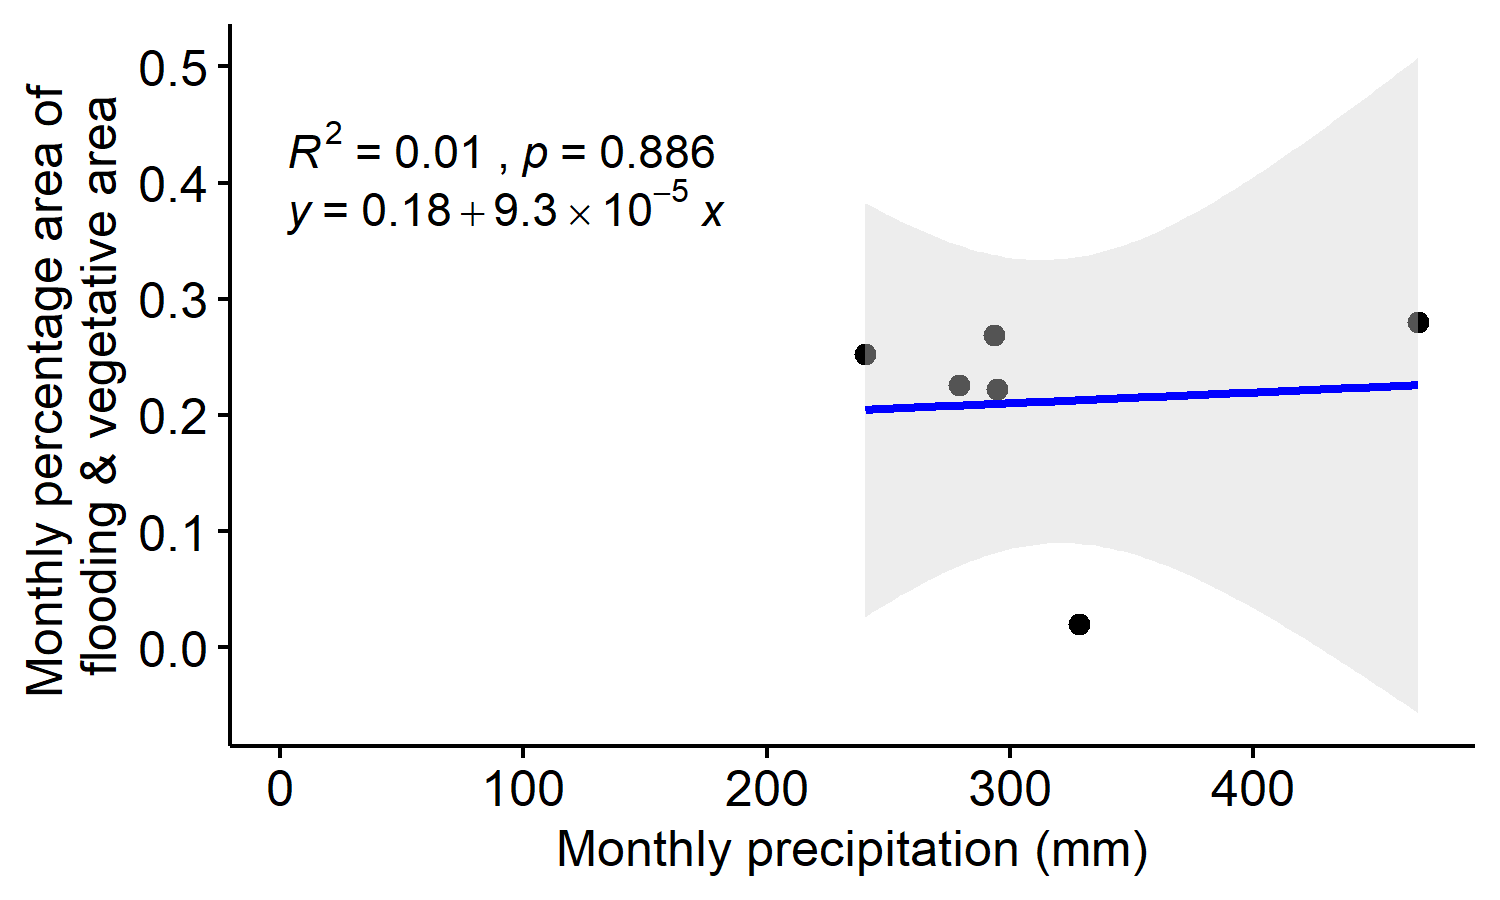 Monthly percentage area of
flooding & vegetative area
0.5
0.4
0.3
0.2
0.1
0.0
R² = 0.01 , p = 0.886
y = 0.18 + 9.3 × 10⁻⁵ x
0 100 200 300 400
Monthly precipitation (mm)